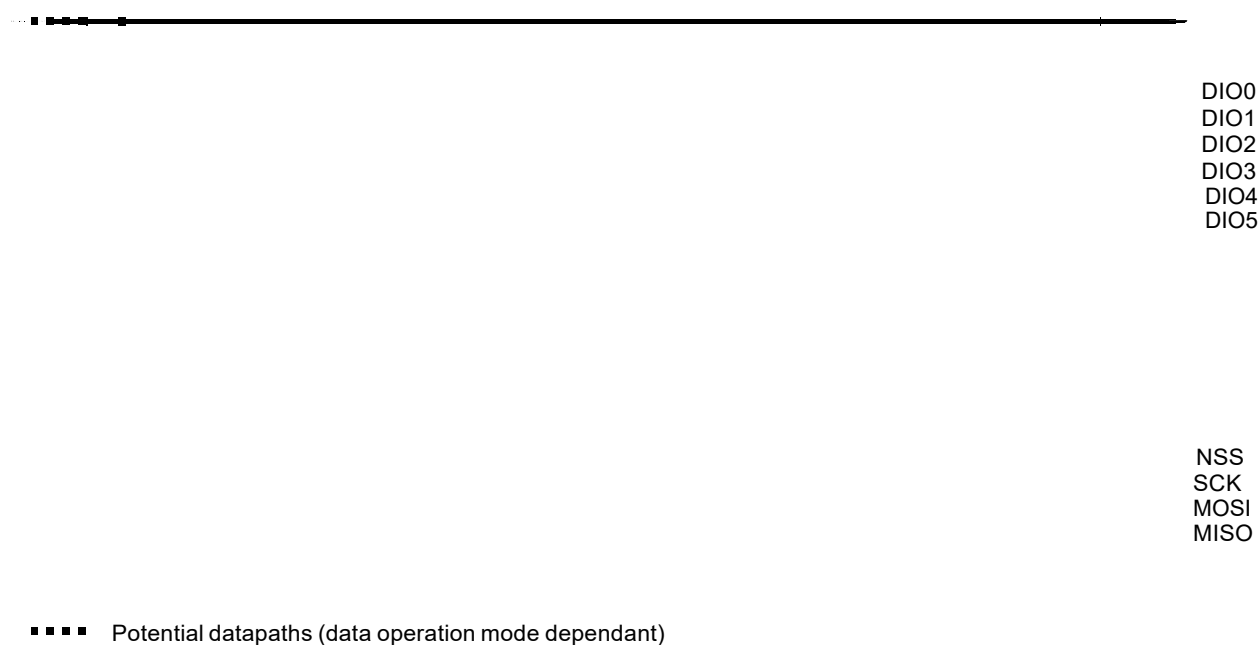 DIO0
DIO1
DIO2
DIO3
DIO4
DIO5
NSS
SCK
MOSI
MISO
Potential datapaths (data operation mode dependant)